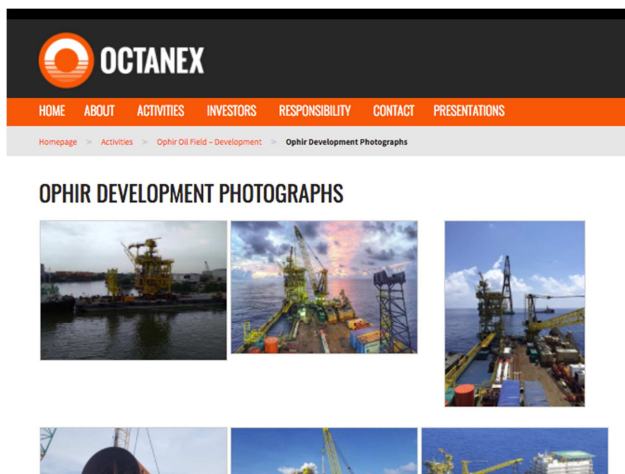 OCTANEX
HOME ABOUT ACTIVITIES INVESTORS RESPONSIBILITY CONTACT PRESENTATIONS
Homepage > Activities > Ophir Oil Field – Development > Ophir Development Photographs
OPHIR DEVELOPMENT PHOTOGRAPHS